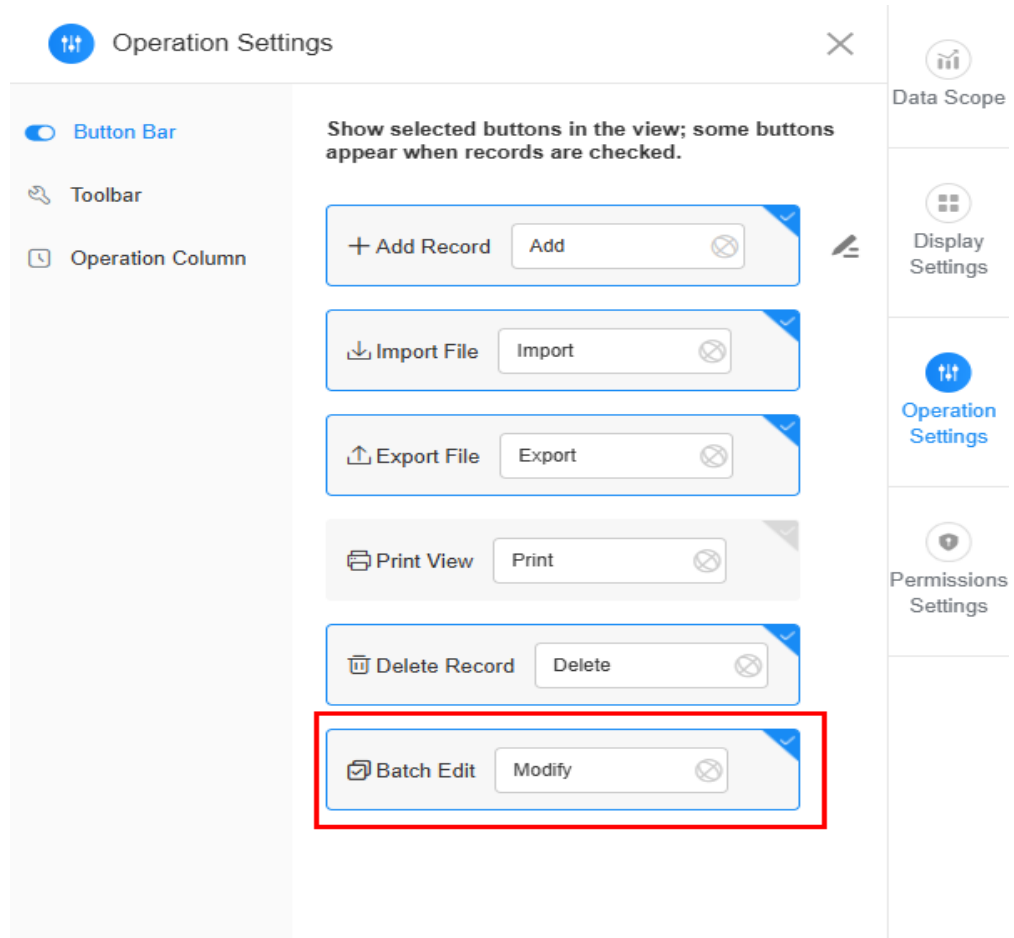 Operation Settings
Button Bar
Toolbar
Operation Column
Show selected buttons in the view; some buttons
appear when records are checked.
Add Record Add
Import File Import
Export File Export
Print View Print
Delete Record Delete
Batch Edit Modify
Data Scope
Display
Settings
Operation
Settings
Permissions
Settings